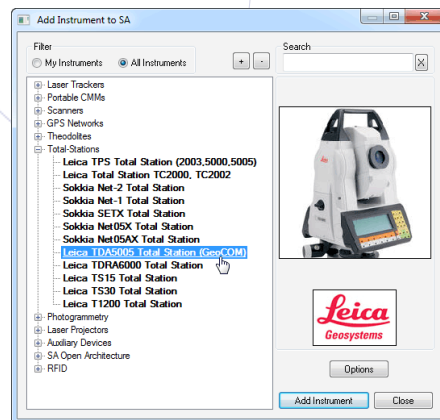 Add Instrument to SA
Filter
My Instruments
All Instruments
+
-
Search
X
Laser Trackers
Portable CMMs
Scanners
GPS Networks
Theodolites
Total-Stations
Leica TPS Total Station (2003,5000,5005)
Leica Total Station TC2000, TC2002
Sokkia Net-2 Total Station
Sokkia Net-1 Total Station
Sokkia SETX Total Station
Sokkia Net05X Total Station
Sokkia Net05AX Total Station
Leica TDA5005 Total Station (GeoCOM)
Leica TDRA6000 Total Station
Leica TS15 Total Station
Leica TS30 Total Station
Leica T1200 Total Station
Photogrammetry
Laser Projectors
Auxiliary Devices
SA Open Architecture
RFID
Leica
Geosystems
Options
Add Instrument
Close